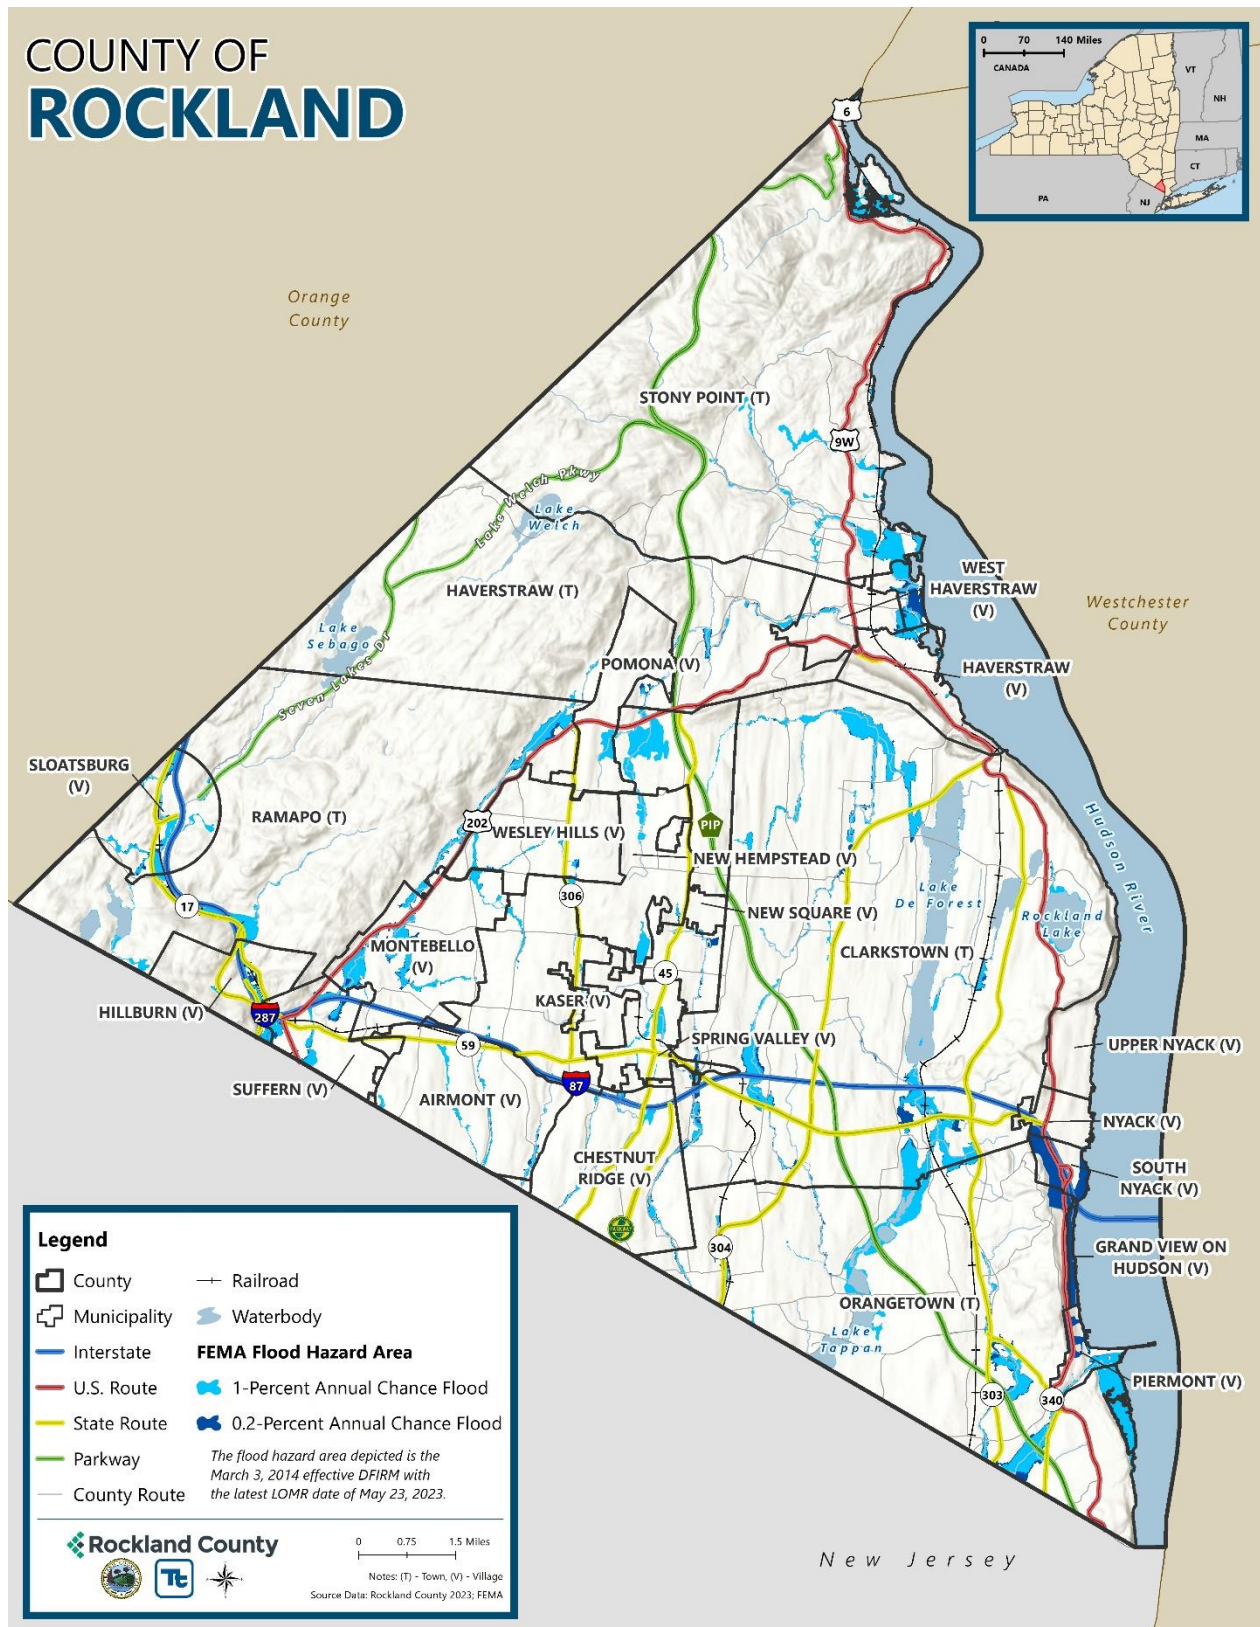 COUNTY OF
ROCKLAND
0 70 140 Miles
CANADA
VT
NH
MA
CT
PA
NJ
6
Orange
County
STONY POINT (T)
9W
Lake Welch Pkwy
Lake
Welch
WEST
HAVERSTRAW
(V)
HAVERSTRAW (T)
Westchester
County
Lake
Sebago
POMONA (V)
HAVERSTRAW
(V)
Seven Lakes Dr
SLOATSBURG
(V)
RAMAPO (T)
202
WESLEY HILLS (V)
PIP
Hudson River
NEW HEMPSTEAD (V)
306
17
Lake
De Forest
NEW SQUARE (V)
Rockland
Lake
MONTEBELLO
(V)
CLARKSTOWN (T)
45
KASER (V)
HILLBURN (V)
287
59
SPRING VALLEY (V)
UPPER NYACK (V)
SUFFERN (V)
87
AIRMONT (V)
NYACK (V)
CHESTNUT
RIDGE (V)
SOUTH
NYACK (V)
PARKWAY
304
GRAND VIEW ON
HUDSON (V)
ORANGETOWN (T)
Lake
Tappan
PIERMONT (V)
303
340
New Jersey
Legend
County
Railroad
Municipality
Waterbody
Interstate
FEMA Flood Hazard Area
U.S. Route
1-Percent Annual Chance Flood
State Route
0.2-Percent Annual Chance Flood
Parkway
County Route
The flood hazard area depicted is the
March 3, 2014 effective DFIRM with
the latest LOMR date of May 23, 2023.
Rockland County
Tt
0 0.75 1.5 Miles
Notes: (T) - Town, (V) - Village
Source Data: Rockland County 2023; FEMA